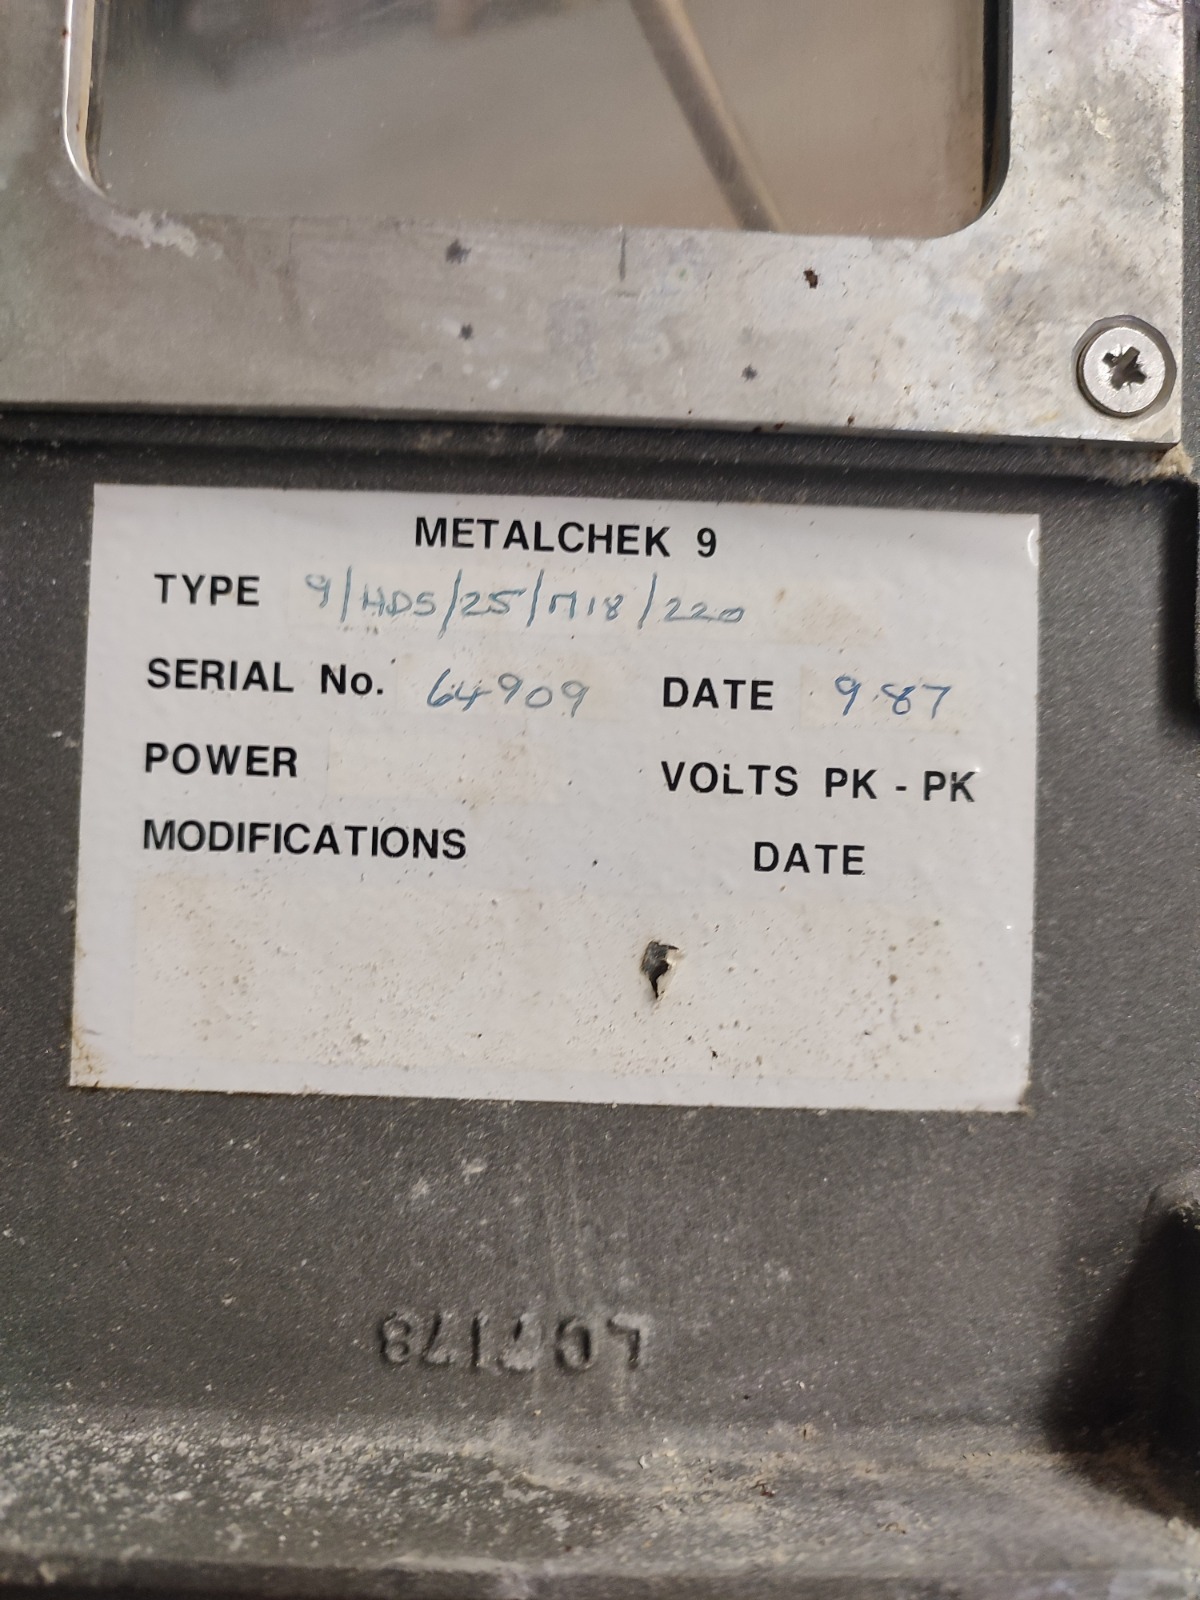 METALCHEK 9
TYPE 9/HDS/25/M18/220
SERIAL No. 64909 DATE 9.87
POWER VOLTS PK - PK
MODIFICATIONS DATE